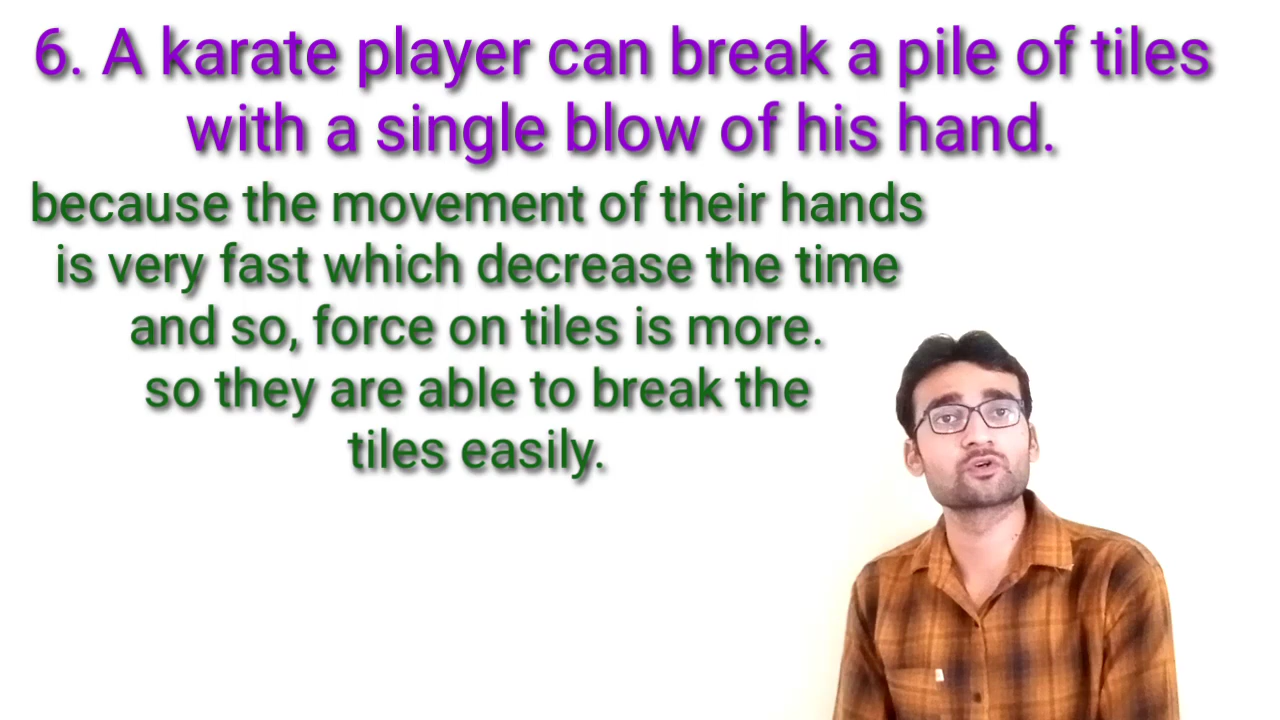 6. A karate player can break a pile of tiles
with a single blow of his hand.
because the movement of their hands
is very fast which decrease the time
and so, force on tiles is more.
so they are able to break the
tiles easily.